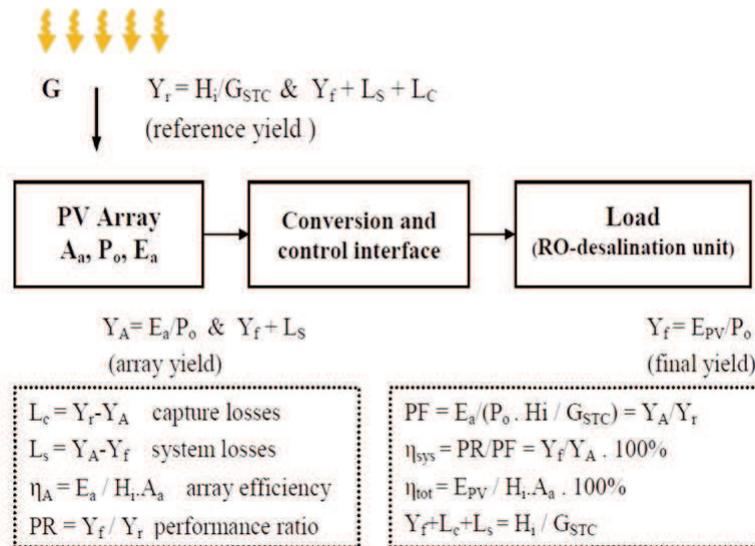 G Y_r = H_i/G_STC & Y_f + L_S + L_C
(reference yield )
PV Array
A_a, P_o, E_a
Conversion and
control interface
Load
(RO-desalination unit)
Y_A= E_a/P_o & Y_f + L_S
(array yield)
Y_f = E_PV/P_o
(final yield)
L_c = Y_r-Y_A capture losses
L_s = Y_A-Y_f system losses
η_A = E_a / H_i.A_a array efficiency
PR = Y_f / Y_r performance ratio
PF = E_a/(P_o . Hi / G_STC) = Y_A/Y_r
η_sys = PR/PF = Y_f/Y_A . 100%
η_tot = E_PV / H_i.A_a . 100%
Y_f+L_c+L_s = H_i / G_STC